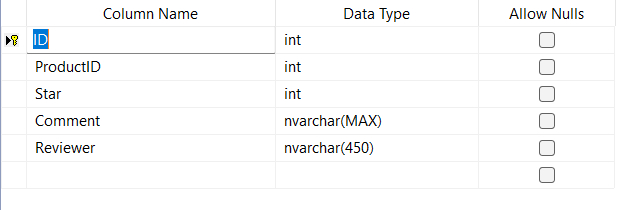 Column Name Data Type Allow Nulls
ID int
ProductID int
Star int
Comment nvarchar(MAX)
Reviewer nvarchar(450)